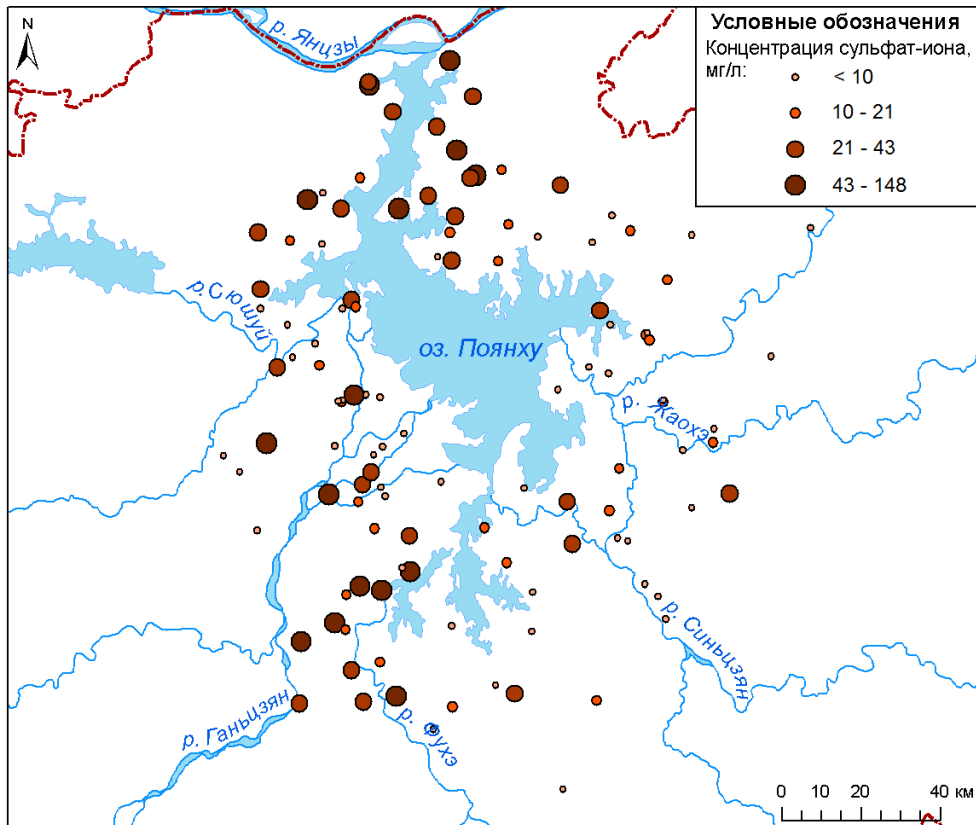 N
р. Янцзы
Условные обозначения
Концентрация сульфат-иона,
мг/л:
< 10
10 - 21
21 - 43
43 - 148
р.Сюшуй
оз. Поянху
р. Жаохэ
р. Синьцзян
р. Ганьцзян
р. Фухэ
0 10 20 40 км